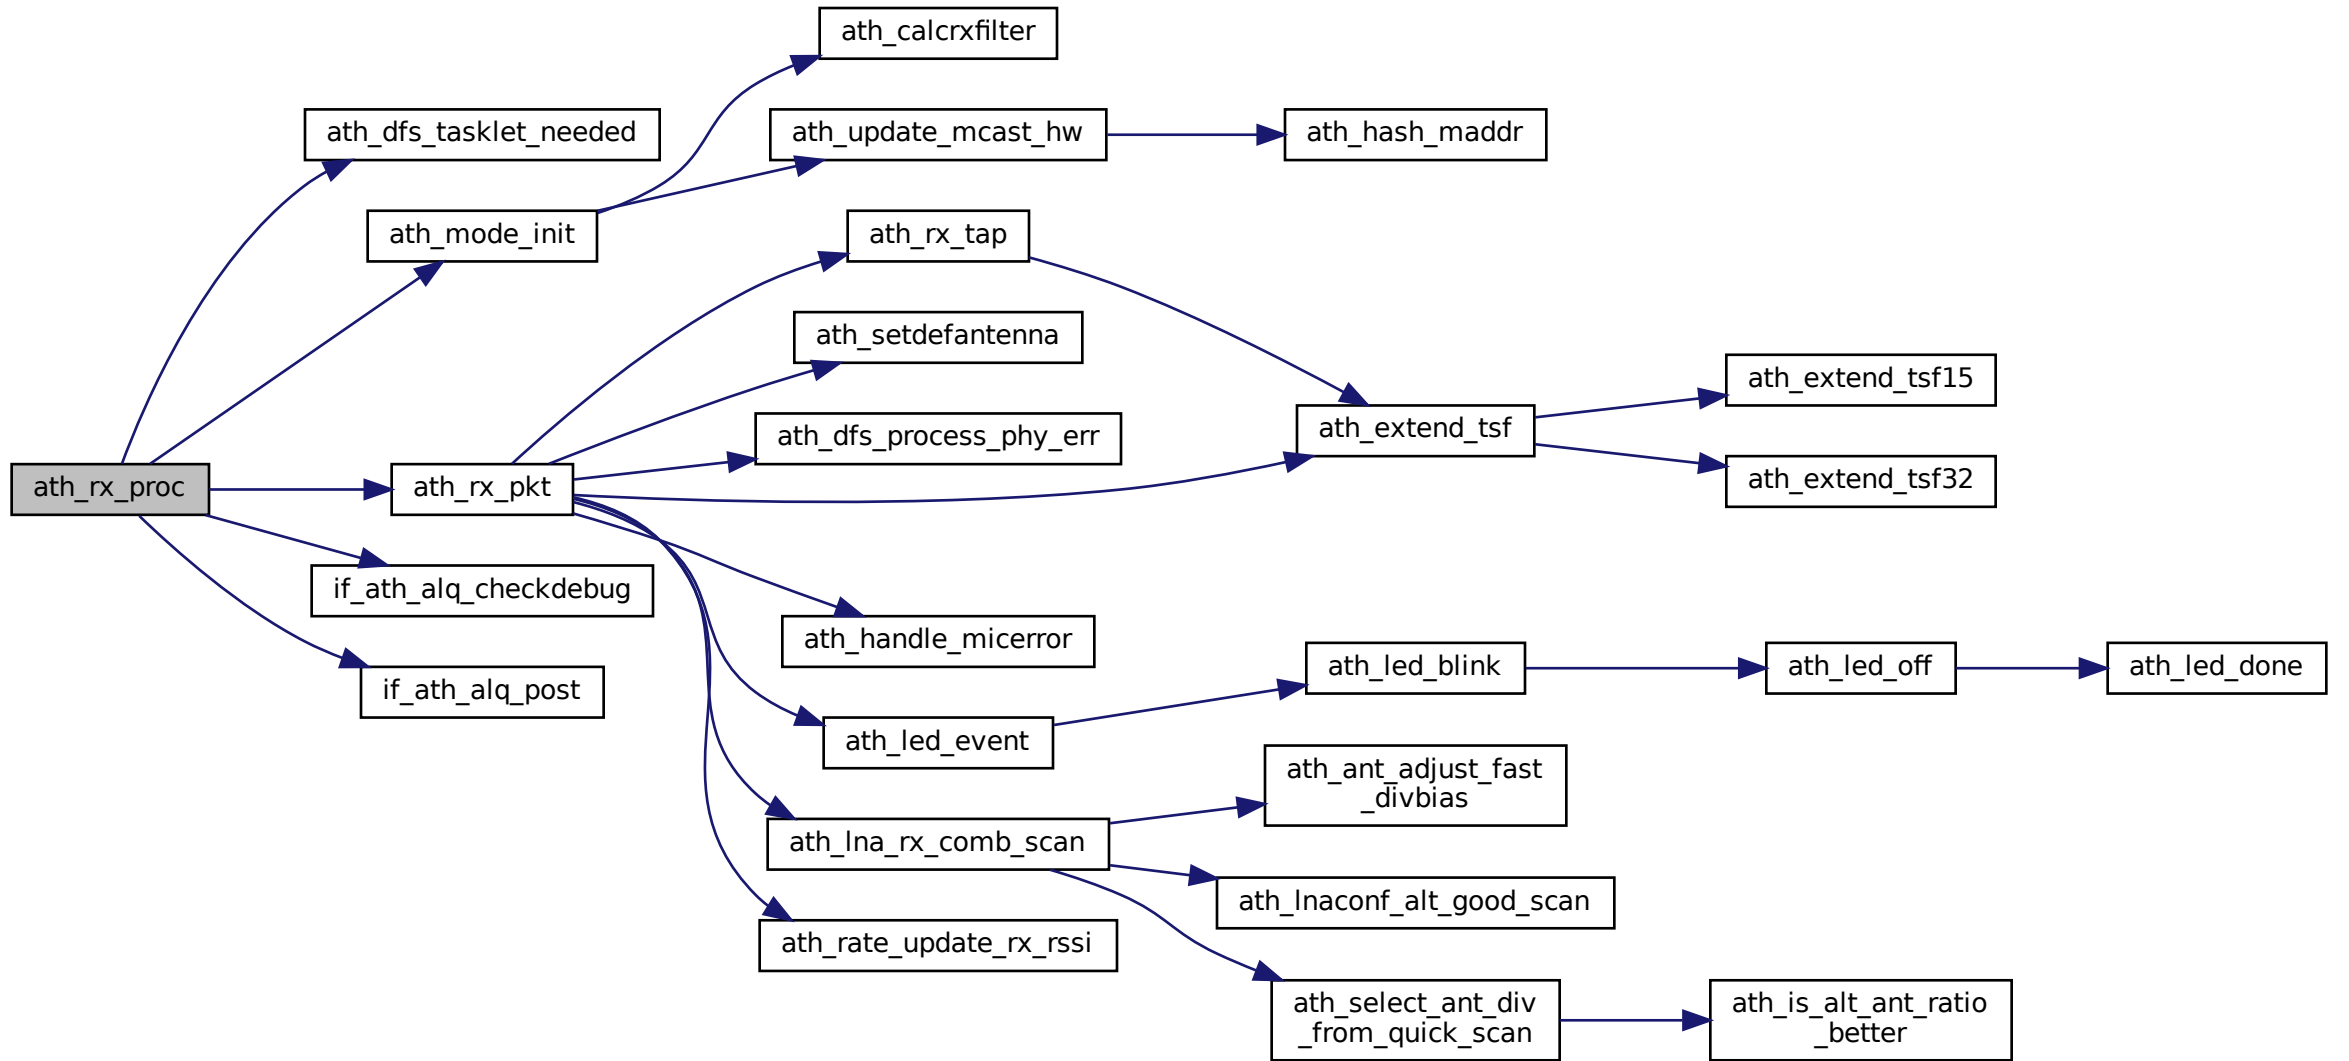 ath_calcrxfilter
ath_dfs_tasklet_needed
ath_update_mcast_hw
ath_hash_maddr
ath_mode_init
ath_rx_tap
ath_setdefantenna
ath_extend_tsf15
ath_dfs_process_phy_err
ath_extend_tsf
ath_rx_proc
ath_rx_pkt
ath_extend_tsf32
if_ath_alq_checkdebug
ath_handle_micerror
ath_led_blink
ath_led_off
ath_led_done
if_ath_alq_post
ath_led_event
ath_ant_adjust_fast
_divbias
ath_lna_rx_comb_scan
ath_lnaconf_alt_good_scan
ath_rate_update_rx_rssi
ath_select_ant_div
_from_quick_scan
ath_is_alt_ant_ratio
_better